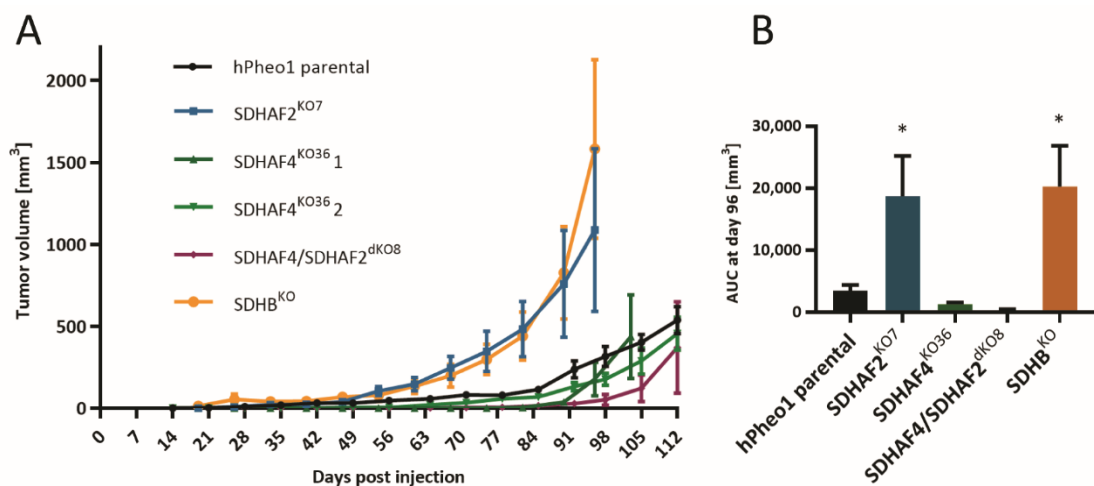 A
Tumor volume [mm³]
2000
1500
1000
500
0
hPheo1 parental
SDHAF2ᴷᴼ⁷
SDHAF4ᴷᴼ³⁶ 1
SDHAF4ᴷᴼ³⁶ 2
SDHAF4/SDHAF2ᵈᴷᴼ⁸
SDHBᴷᴼ
0 7 14 21 28 35 42 49 56 63 70 77 84 91 98 105 112
Days post injection
B
AUC at day 96 [mm³]
30,000
20,000
10,000
0
* *
hPheo1 parental
SDHAF2ᴷᴼ⁷
SDHAF4ᴷᴼ³⁶
SDHAF4/SDHAF2ᵈᴷᴼ⁸
SDHBᴷᴼ